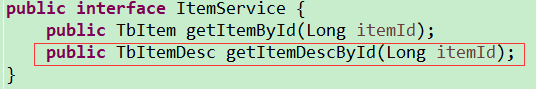 public interface ItemService {
    public TbItem getItemById(Long itemId);
    public TbItemDesc getItemDescById(Long itemId);
}